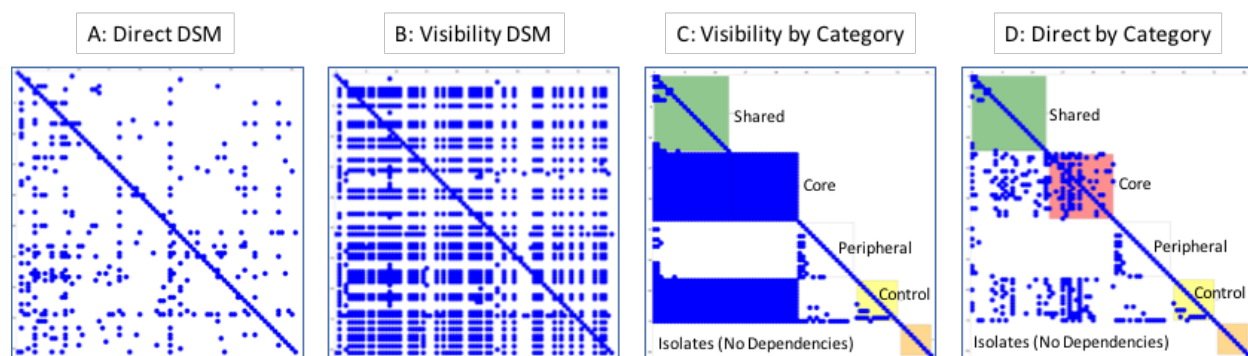 A: Direct DSM
B: Visibility DSM
C: Visibility by Category
D: Direct by Category
Shared
Core
Peripheral
Control
Isolates (No Dependencies)
Shared
Core
Peripheral
Control
Isolates (No Dependencies)